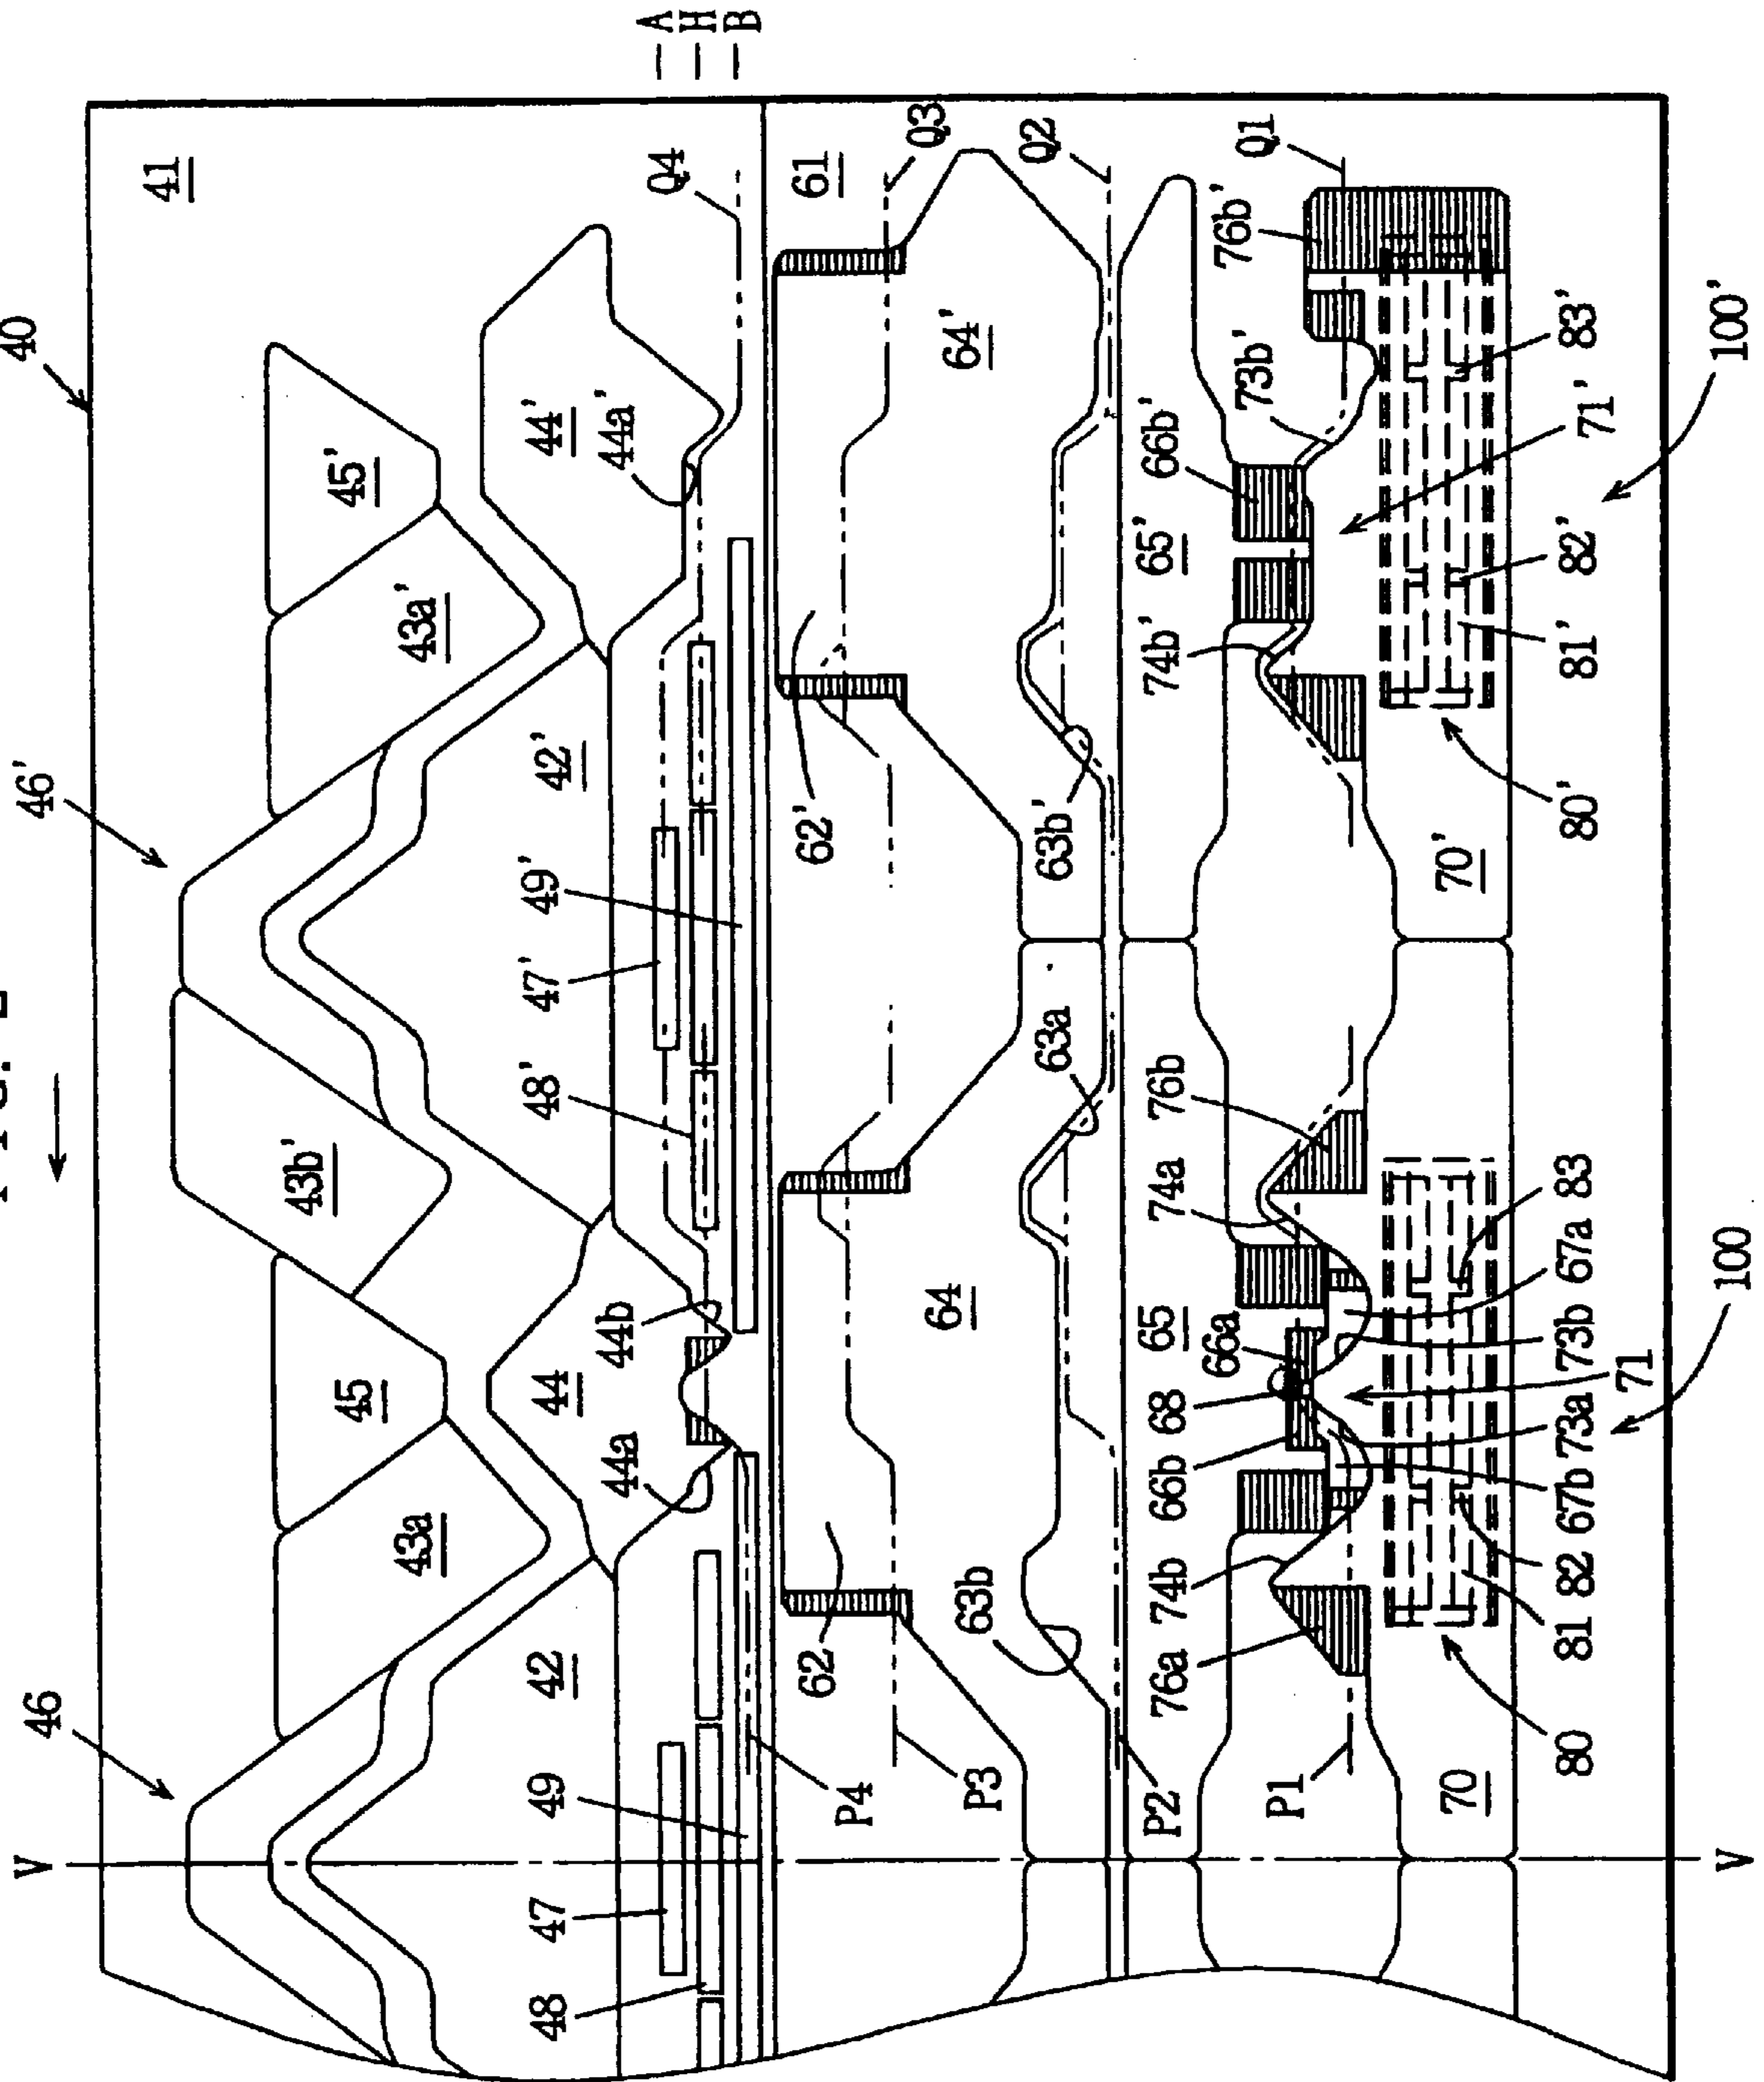 FIG. 2
40
41
A
H
B
46'
45'
43a'
44'
44a'
Q4
43b'
42'
49'
47'
48'
46
45
43a
44
44b
44a
42
49
47
48
V
V
61
Q3
Q2
Q1
64'
62'
63b'
63a
64
62
63b
P4
P3
P2
P1
65'
66b'
76b'
73b'
74b'
76b
74a
65
66a
68
66b
74b
76a
70'
70
83'
71'
82'
81'
80'
100'
83
67a
73b
71
73a
67b
82
81
80
100